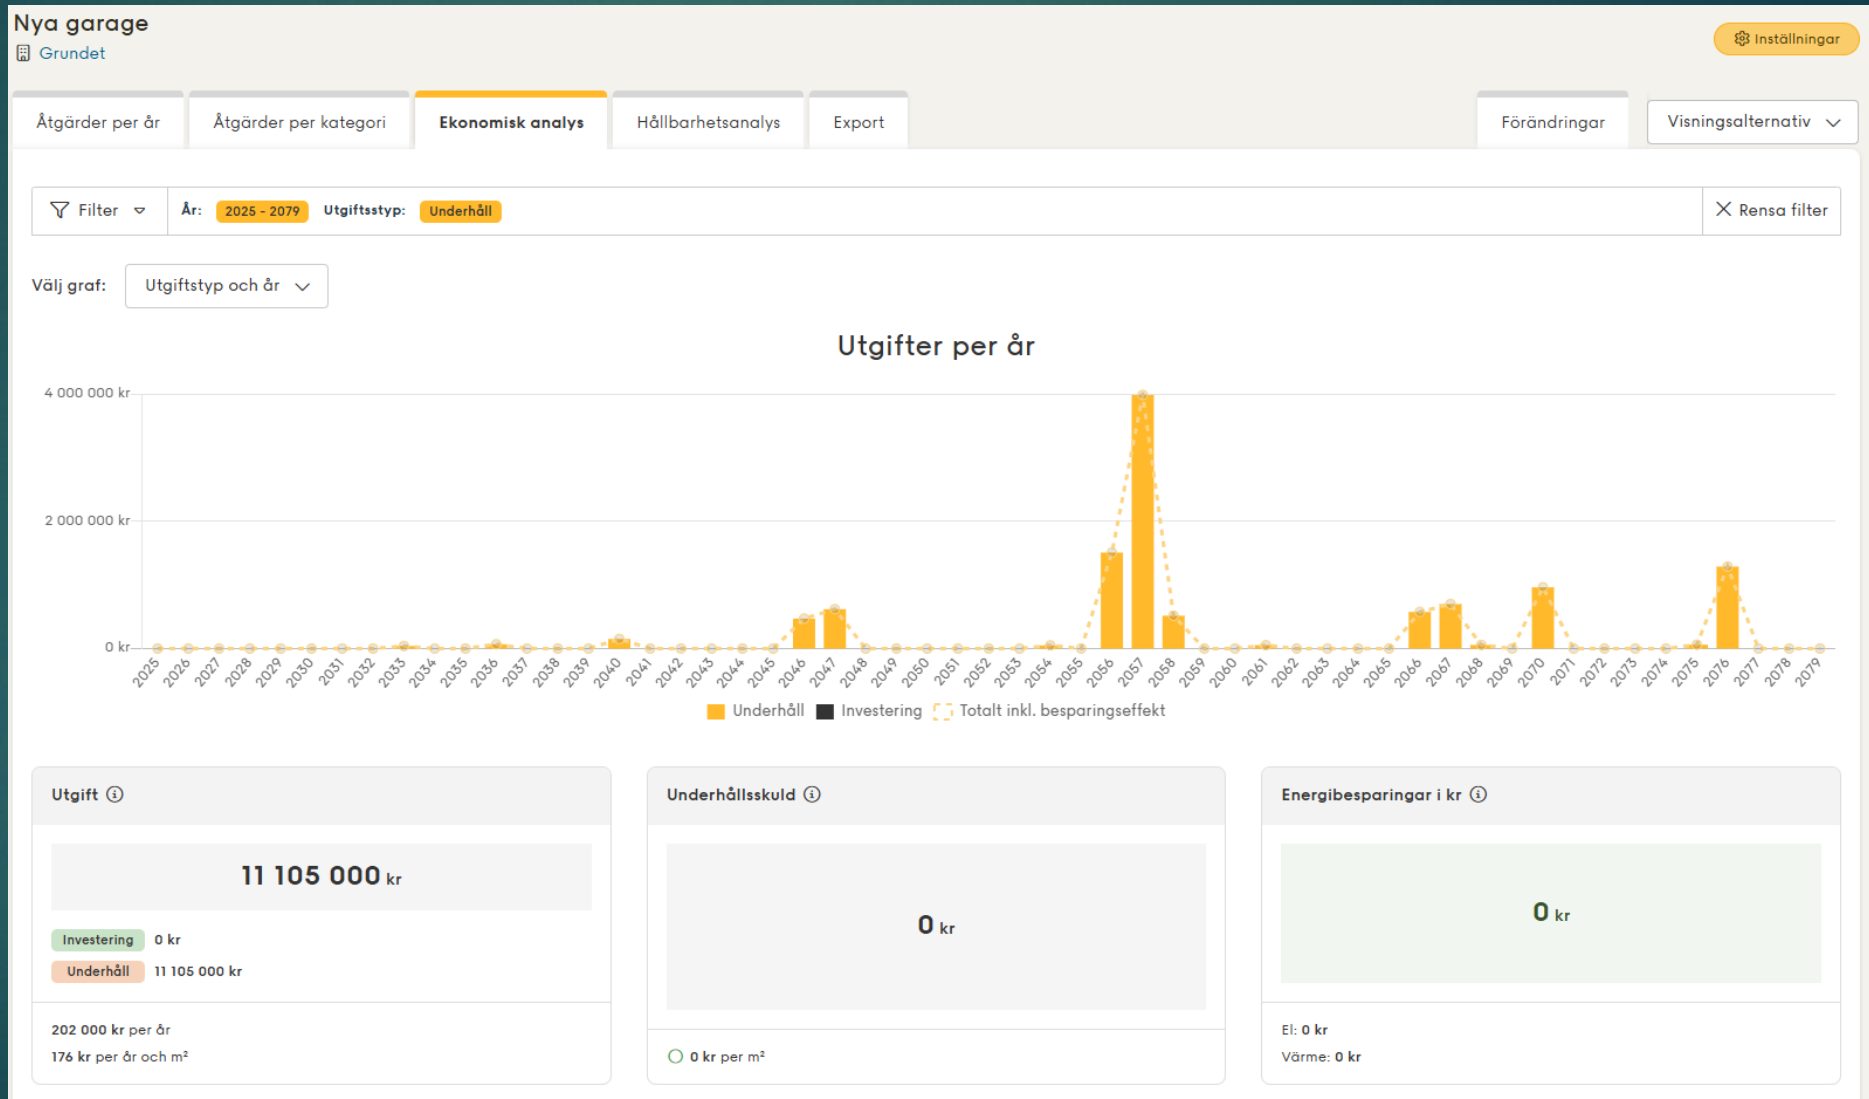 Nya garage
Grundet
Inställningar
Åtgärder per år
Åtgärder per kategori
Ekonomisk analys
Hållbarhetsanalys
Export
Förändringar
Visningsalternativ
Filter
År: 2025 - 2079 Utgiftsstyp: Underhåll
Rensa filter
Välj graf: Utgiftstyp och år
Utgifter per år
4 000 000 kr
2 000 000 kr
0 kr
2025 2026 2027 2028 2029 2030 2031 2032 2033 2034 2035 2036 2037 2038 2039 2040 2041 2042 2043 2044 2045 2046 2047 2048 2049 2050 2051 2052 2053 2054 2055 2056 2057 2058 2059 2060 2061 2062 2063 2064 2065 2066 2067 2068 2069 2070 2071 2072 2073 2074 2075 2076 2077 2078 2079
Underhåll Investering Totalt inkl. besparingseffekt
Utgift
11 105 000 kr
Investering 0 kr
Underhåll 11 105 000 kr
202 000 kr per år
176 kr per år och m²
Underhållsskuld
0 kr
0 kr per m²
Energibesparingar i kr
0 kr
El: 0 kr
Värme: 0 kr